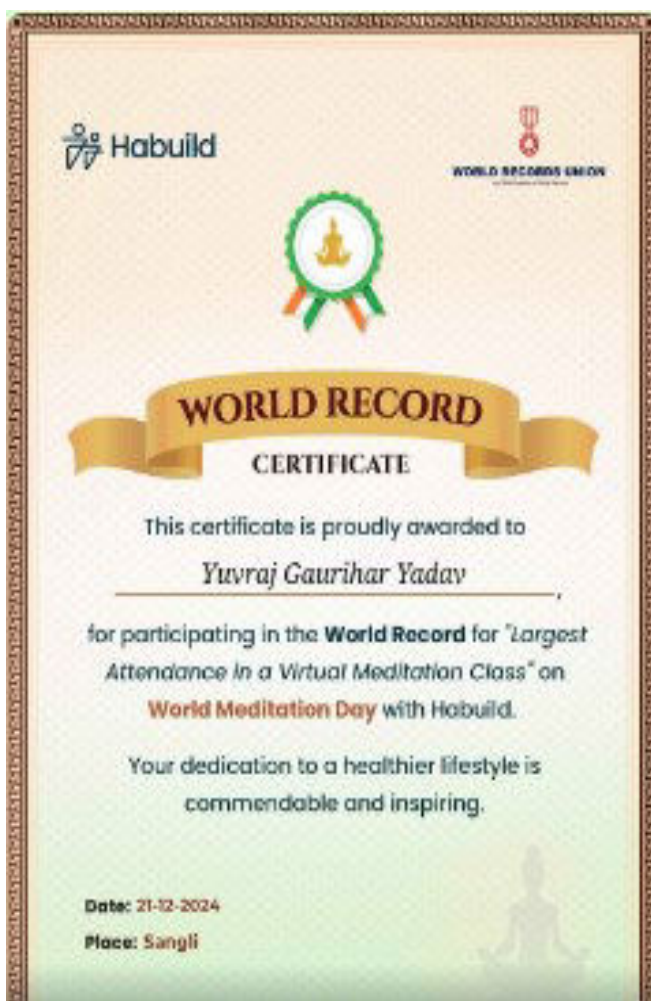 Habuild
WORLD RECORDS UNION
WORLD RECORD
CERTIFICATE
This certificate is proudly awarded to
Yuvraj Gaurihar Yadav
,
for participating in the World Record for "Largest
Attendance in a Virtual Meditation Class" on
World Meditation Day with Habuild.
Your dedication to a healthier lifestyle is
commendable and inspiring.
Date: 21-12-2024
Place: Sangli